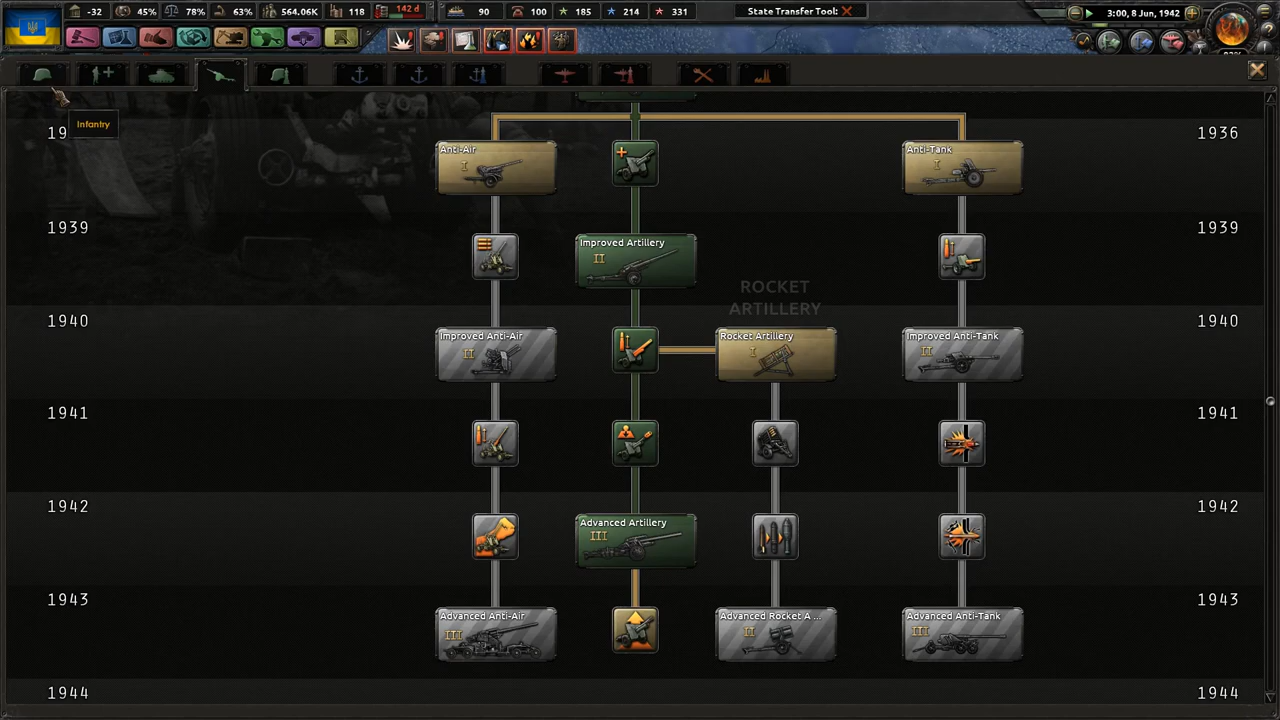 -32
45%
78%
63%
564.06K
118
142 d
90
100
185
214
331
State Transfer Tool:
3:00, 8 Jun, 1942
Infantry
19
1936
Anti-Air
I
Anti-Tank
I
1939
1939
Improved Artillery
II
ROCKET
ARTILLERY
1940
1940
Improved Anti-Air
II
Rocket Artillery
I
Improved Anti-Tank
II
1941
1941
1942
1942
Advanced Artillery
III
1943
1943
Advanced Anti-Air
III
Advanced Rocket A ...
II
Advanced Anti-Tank
III
1944
1944